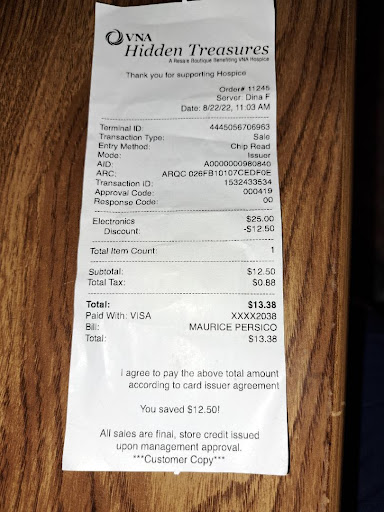 VNA
Hidden Treasures
A Resale Boutique Benefiting VNA Hospice
Thank you for supporting Hospice
Order# 11245
Server: Dina F
Date: 8/22/22, 11:03 AM
Terminal ID: 4445056706963
Transaction Type: Sale
Entry Method: Chip Read
Mode: Issuer
AID: A0000000980840
ARC: ARQC 026FB10107CEDF0E
Transaction ID: 1532433534
Approval Code: 000419
Response Code: 00
Electronics $25.00
Discount: -$12.50
Total Item Count: 1
Subtotal: $12.50
Total Tax: $0.88
Total: $13.38
Paid With: VISA XXXX2038
Bill: MAURICE PERSICO
Total: $13.38
I agree to pay the above total amount
according to card issuer agreement
You saved $12.50!
All sales are final, store credit issued
upon management approval.
***Customer Copy***